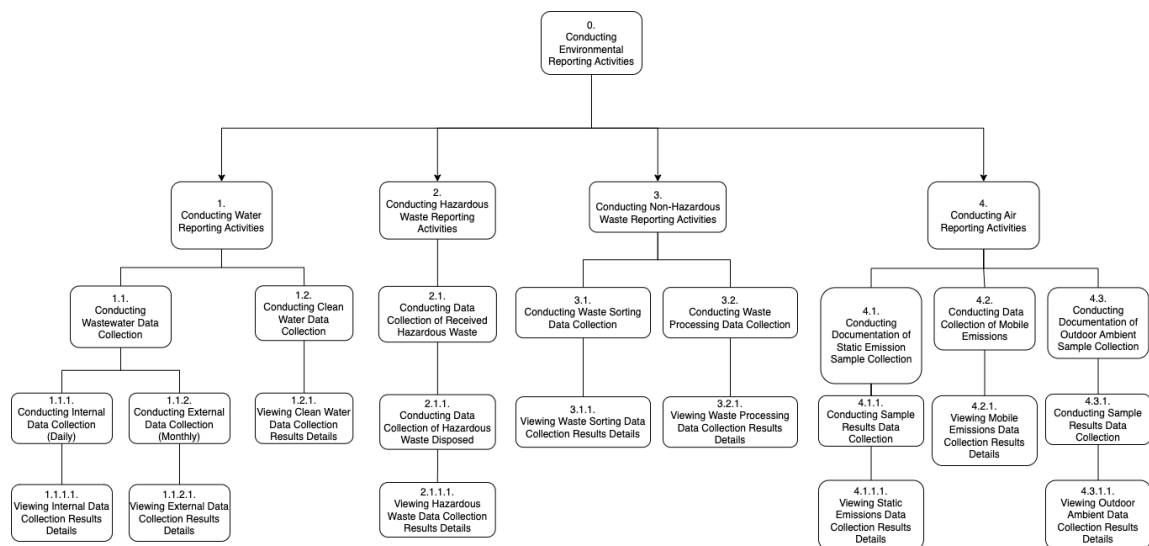 0.
Conducting
Environmental
Reporting Activities
1.
Conducting Water
Reporting Activities
2.
Conducting Hazardous
Waste Reporting
Activities
3.
Conducting Non-Hazardous
Waste Reporting Activities
4.
Conducting Air
Reporting Activities
1.1.
Conducting
Wastewater Data
Collection
1.2.
Conducting Clean
Water Data
Collection
2.1.
Conducting Data
Collection of Received
Hazardous Waste
3.1.
Conducting Waste Sorting
Data Collection
3.2.
Conducting Waste
Processing Data Collection
4.1.
Conducting
Documentation of
Static Emission
Sample Collection
4.2.
Conducting Data
Collection of Mobile
Emissions
4.3.
Conducting
Documentation of
Outdoor Ambient
Sample Collection
1.1.1.
Conducting Internal
Data Collection
(Daily)
1.1.2.
Conducting External
Data Collection
(Monthly)
1.2.1.
Viewing Clean Water
Data Collection
Results Details
2.1.1.
Conducting Data
Collection of Hazardous
Waste Disposed
3.1.1.
Viewing Waste Sorting Data
Collection Results Details
3.2.1.
Viewing Waste Processing
Data Collection Results
Details
4.1.1.
Conducting Sample
Results Data
Collection
4.2.1.
Viewing Mobile
Emissions Data
Collection Results
Details
4.3.1.
Conducting Sample
Results Data
Collection
1.1.1.1.
Viewing Internal Data
Collection Results
Details
1.1.2.1.
Viewing External Data
Collection Results
Details
2.1.1.1.
Viewing Hazardous
Waste Data Collection
Results Details
4.1.1.1.
Viewing Static
Emissions Data
Collection Results
Details
4.3.1.1.
Viewing Outdoor
Ambient Data
Collection Results
Details